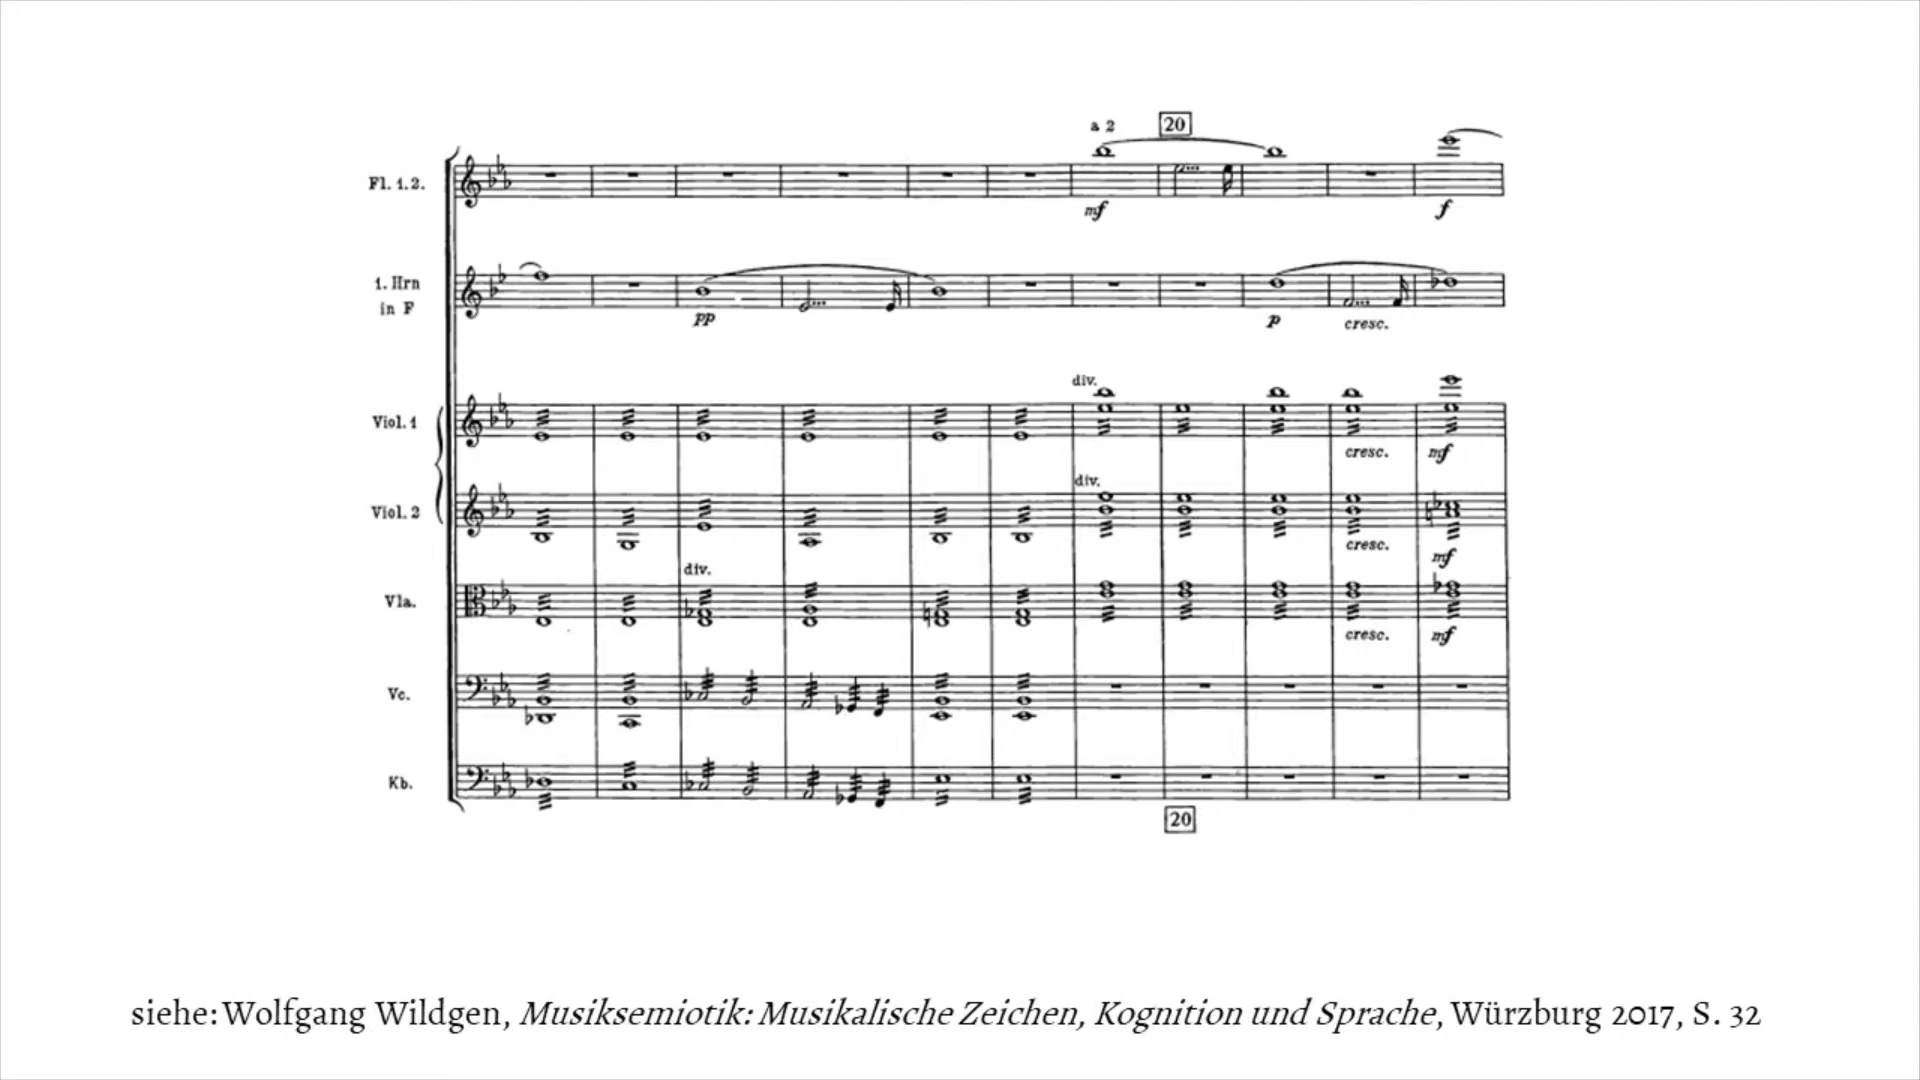 a 2 20
Fl. 1.2.
mf f
1. Hrn
in F
pp p cresc.
div.
Viol. 1
cresc. mf
div.
Viol. 2
cresc. mf
div.
Vla.
cresc. mf
Vc.
Kb.
20
siehe: Wolfgang Wildgen, Musiksemiotik: Musikalische Zeichen, Kognition und Sprache, Würzburg 2017, S. 32